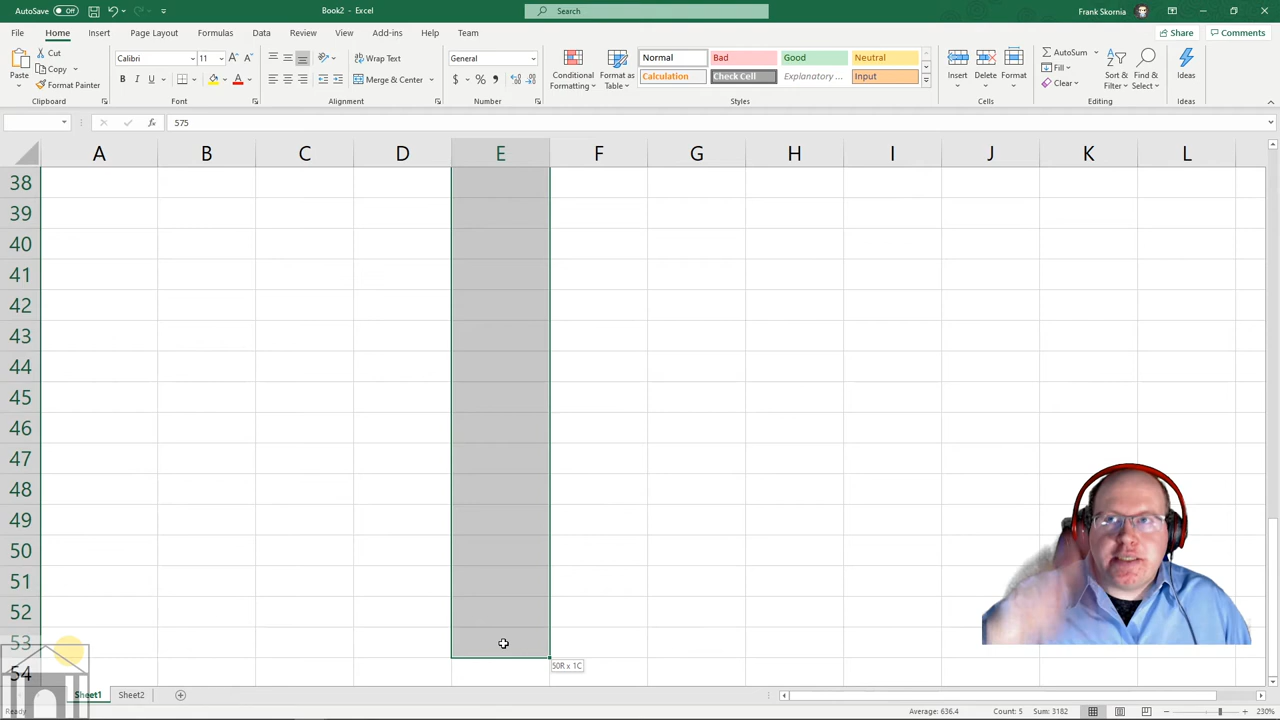 AutoSave Off Book2 - Excel Search Frank Skornia
File Home Insert Page Layout Formulas Data Review View Add-ins Help Team Share Comments
Paste Cut Copy Format Painter Clipboard
Calibri 11 B I U A A A Font
Wrap Text Merge & Center Alignment
General $ % 9 Number
Conditional Formatting Format as Table
Normal Bad Good Neutral
Calculation Check Cell Explanatory ... Input
Styles
Insert Delete Format Cells
AutoSum Fill Clear Sort & Filter Find & Select Editing
Ideas Ideas
fx 575
A B C D E F G H I J K L
38
39
40
41
42
43
44
45
46
47
48
49
50
51
52
53
50R x 1C
54
Sheet1 Sheet2
Ready Average: 636.4 Count: 5 Sum: 3182 230%